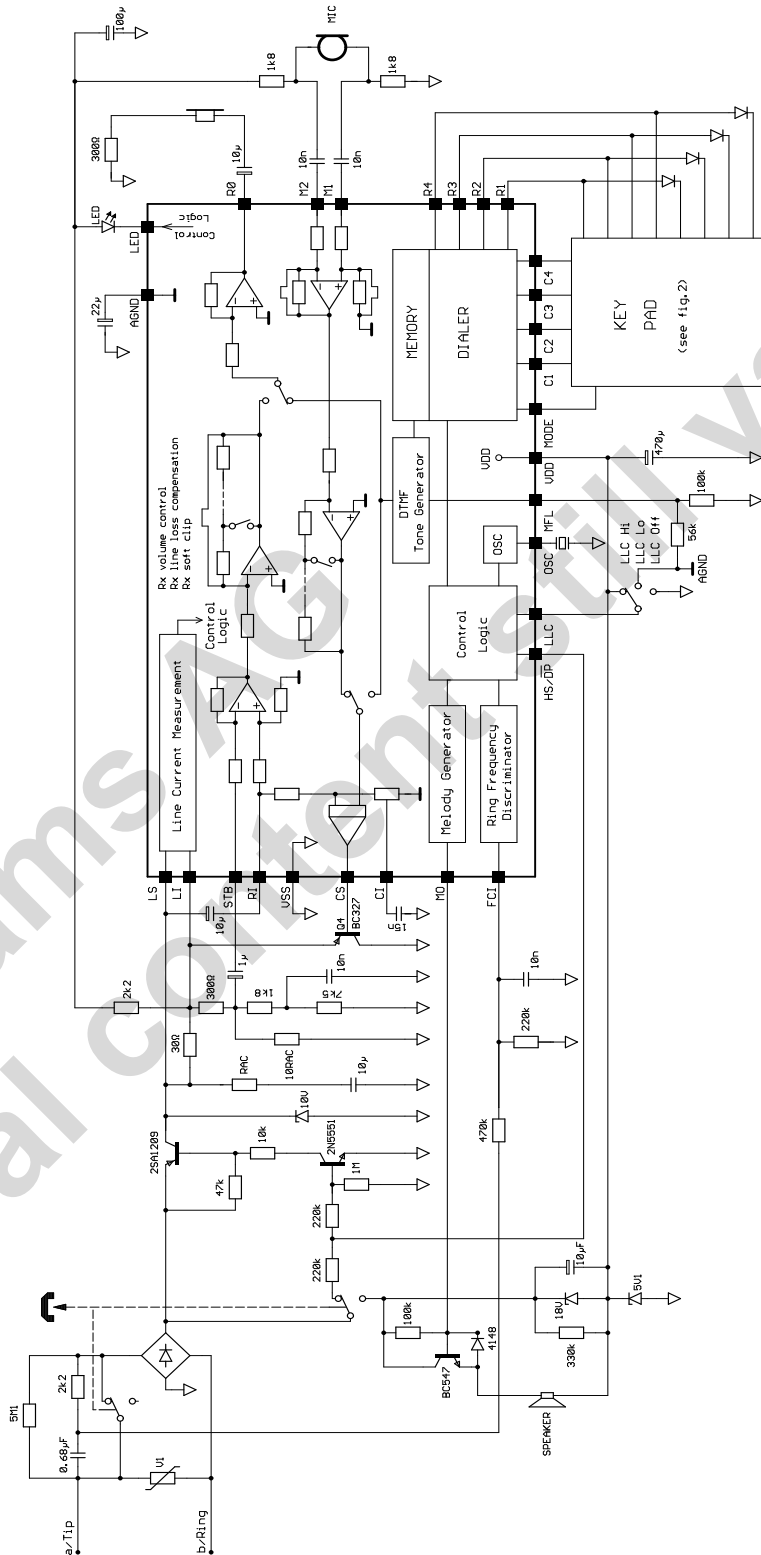 a/Tip
b/Ring
5M1
0.68µF
2k2
V1
2SA1209
47k
10k
220k
220k
2N5551
1M
10V
RAC
10µ
30Ω
2k2
300Ω
10RAC
1k8
7k5
1µ
10n
10µ
Q4
BC327
15n
100k
BC547
4148
SPEAKER
330k
18V
10µF
5V1
470k
220k
10n
LS
LI
STB
RI
VSS
CS
CI
MO
FCI
Line Current Measurement
Control
Logic
Rx volume control
Rx line loss compensation
Rx soft clip
Melody Generator
Ring Frequency
Discriminator
Control
Logic
OSC
DTMF
Tone Generator
MEMORY
DIALER
VDD
HS/DP
LLC
OSC
MFL
VDD
MODE
C1
C2
C3
C4
LLC Hi
LLC Lo
LLC Off
AGND
56k
100k
470µ
KEY
PAD
(see fig.2)
R4
R3
R2
R1
M2
M1
R0
LED
AGND
Control
Logic
22µ
LED
300Ω
10µ
10n
10n
1k8
1k8
MIC
100µ
ams AG
al content still v